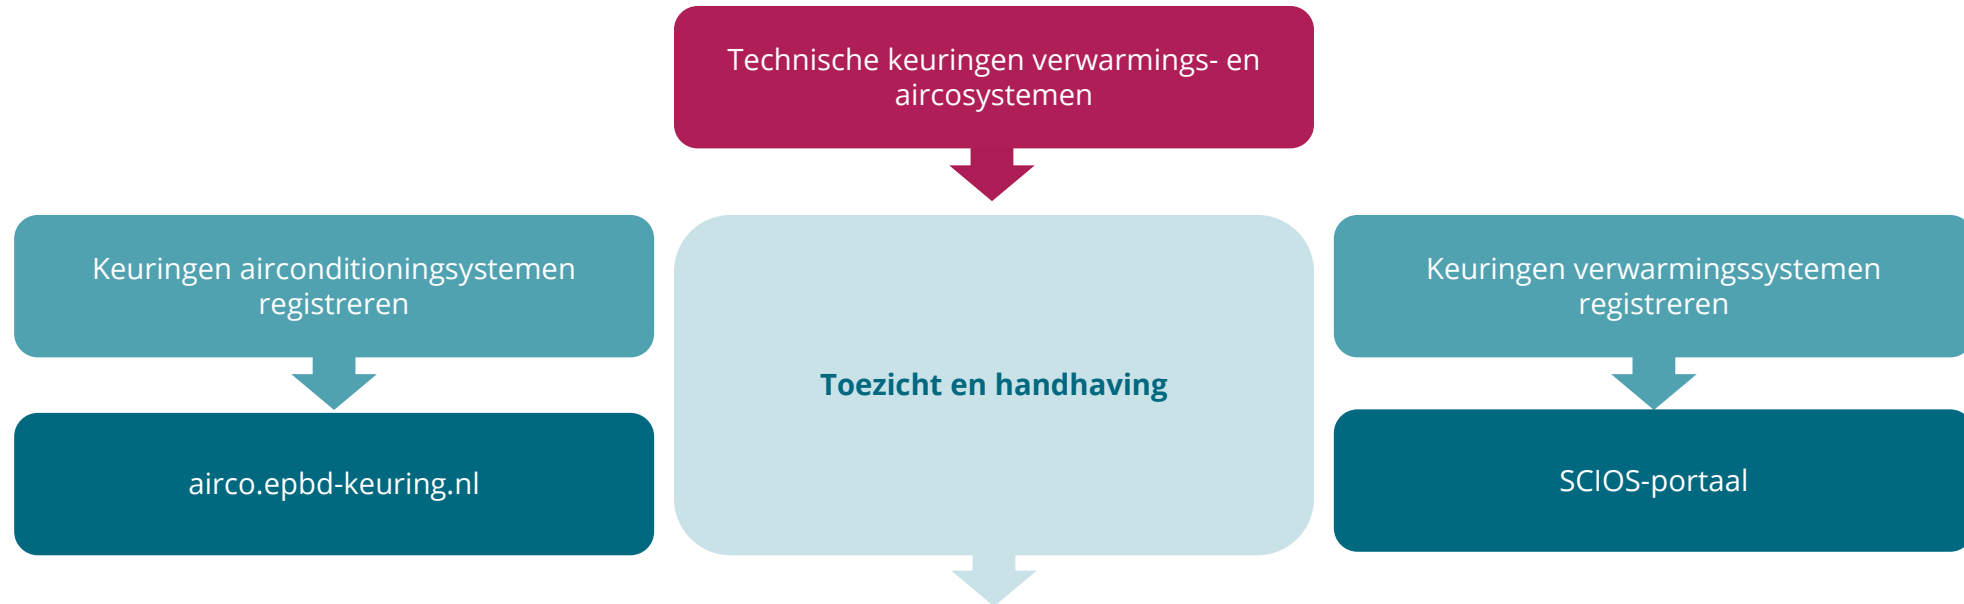 Technische keuringen verwarmings- en
aircosystemen
Keuringen airconditioningsystemen
registreren
airco.epbd-keuring.nl
Toezicht en handhaving
Keuringen verwarmingssystemen
registreren
SCIOS-portaal